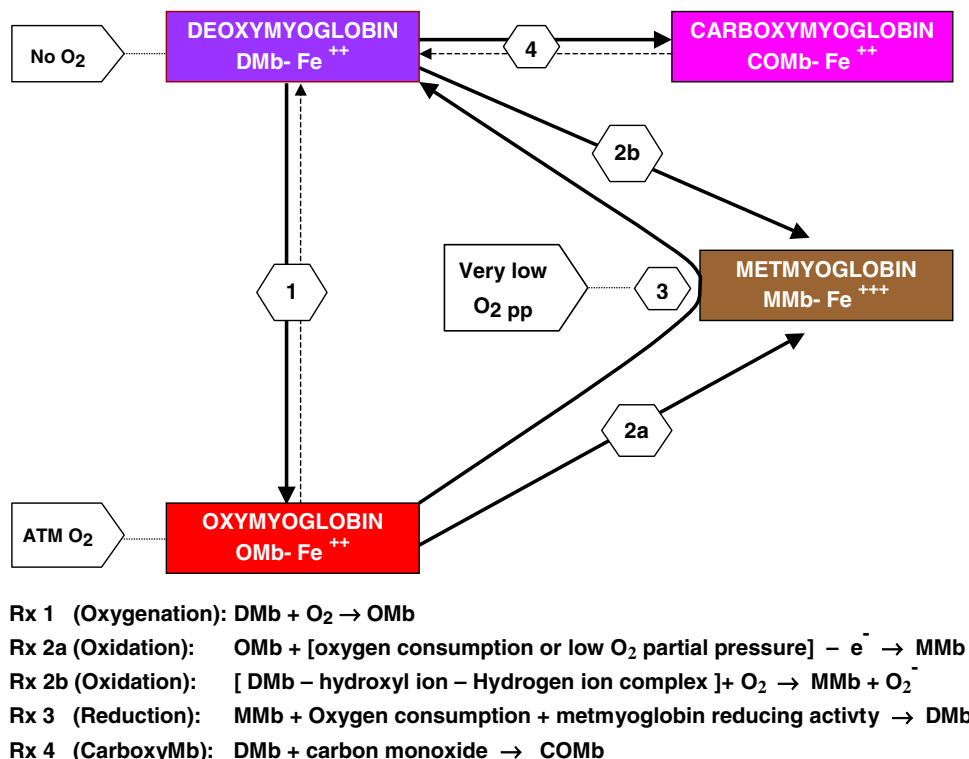 No O₂
DEOXYMYOGLOBIN
DMb- Fe ++
4
CARBOXYMYOGLOBIN
COMb- Fe ++
2b
1
Very low
O₂ pp
3
METMYOGLOBIN
MMb- Fe +++
2a
ATM O₂
OXYMYOGLOBIN
OMb- Fe ++
Rx 1 (Oxygenation): DMb + O₂ → OMb
Rx 2a (Oxidation): OMb + [oxygen consumption or low O₂ partial pressure] – e⁻ → MMb
Rx 2b (Oxidation): [ DMb – hydroxyl ion – Hydrogen ion complex ]+ O₂ → MMb + O₂⁻
Rx 3 (Reduction): MMb + Oxygen consumption + metmyoglobin reducing activty → DMb
Rx 4 (CarboxyMb): DMb + carbon monoxide → COMb